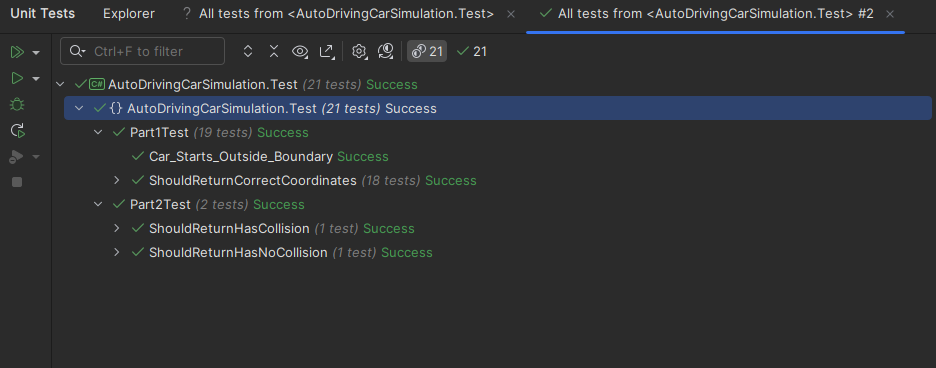 Unit Tests Explorer ? All tests from <AutoDrivingCarSimulation.Test> × All tests from <AutoDrivingCarSimulation.Test> #2 ×
Ctrl+F to filter 21 21
C# AutoDrivingCarSimulation.Test (21 tests) Success
{} AutoDrivingCarSimulation.Test (21 tests) Success
Part1Test (19 tests) Success
Car_Starts_Outside_Boundary Success
ShouldReturnCorrectCoordinates (18 tests) Success
Part2Test (2 tests) Success
ShouldReturnHasCollision (1 test) Success
ShouldReturnHasNoCollision (1 test) Success